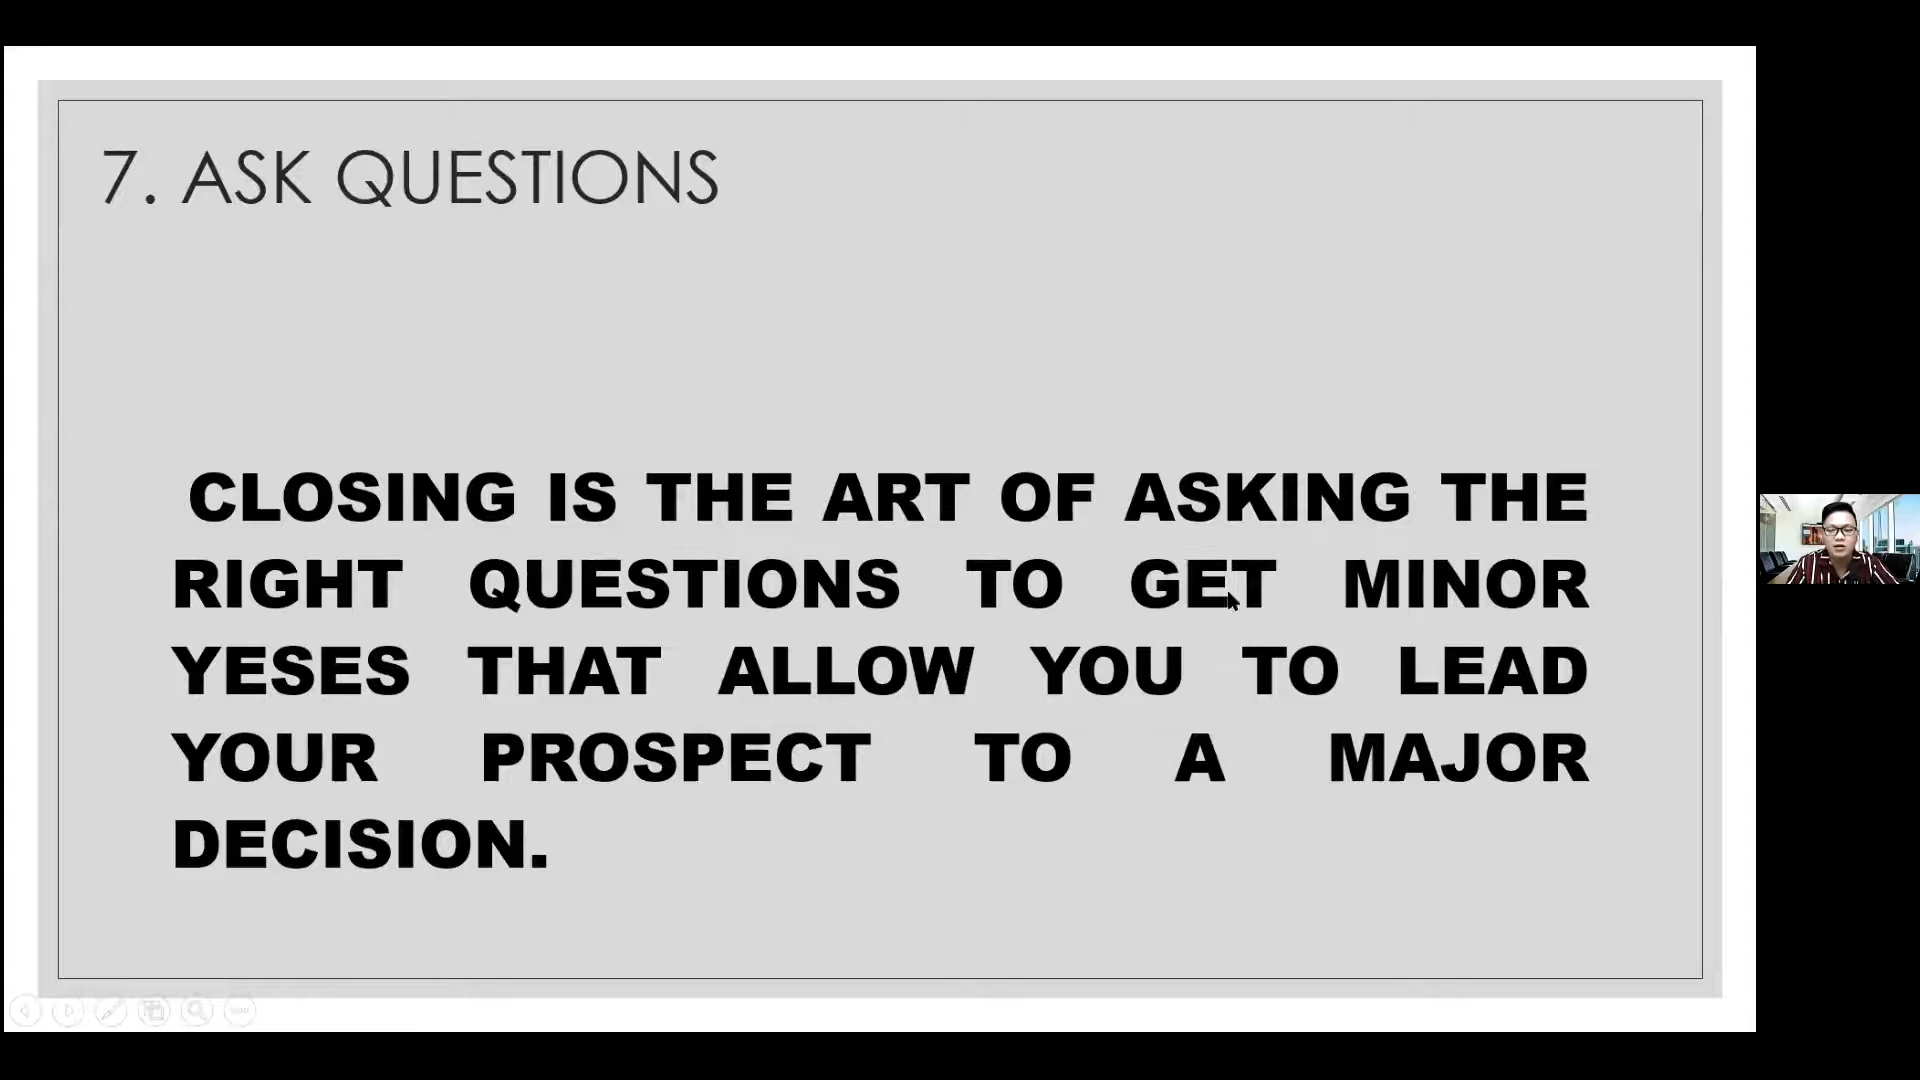 7. ASK QUESTIONS
CLOSING IS THE ART OF ASKING THE
RIGHT QUESTIONS TO GET MINOR
YESES THAT ALLOW YOU TO LEAD
YOUR PROSPECT TO A MAJOR
DECISION.